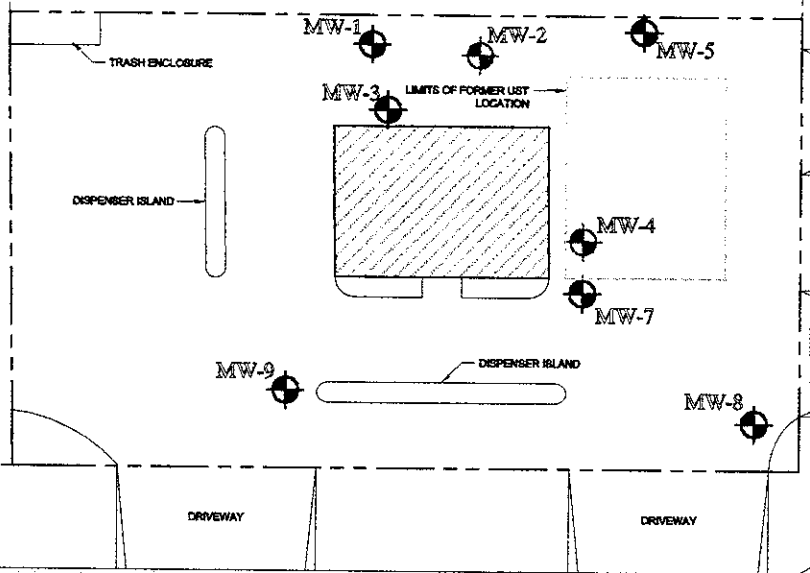 MW-1
MW-2
MW-5
TRASH ENCLOSURE
MW-3
LIMITS OF FORMER UST
LOCATION
DISPENSER ISLAND
MW-4
MW-7
DISPENSER ISLAND
MW-9
MW-8
DRIVEWAY
DRIVEWAY